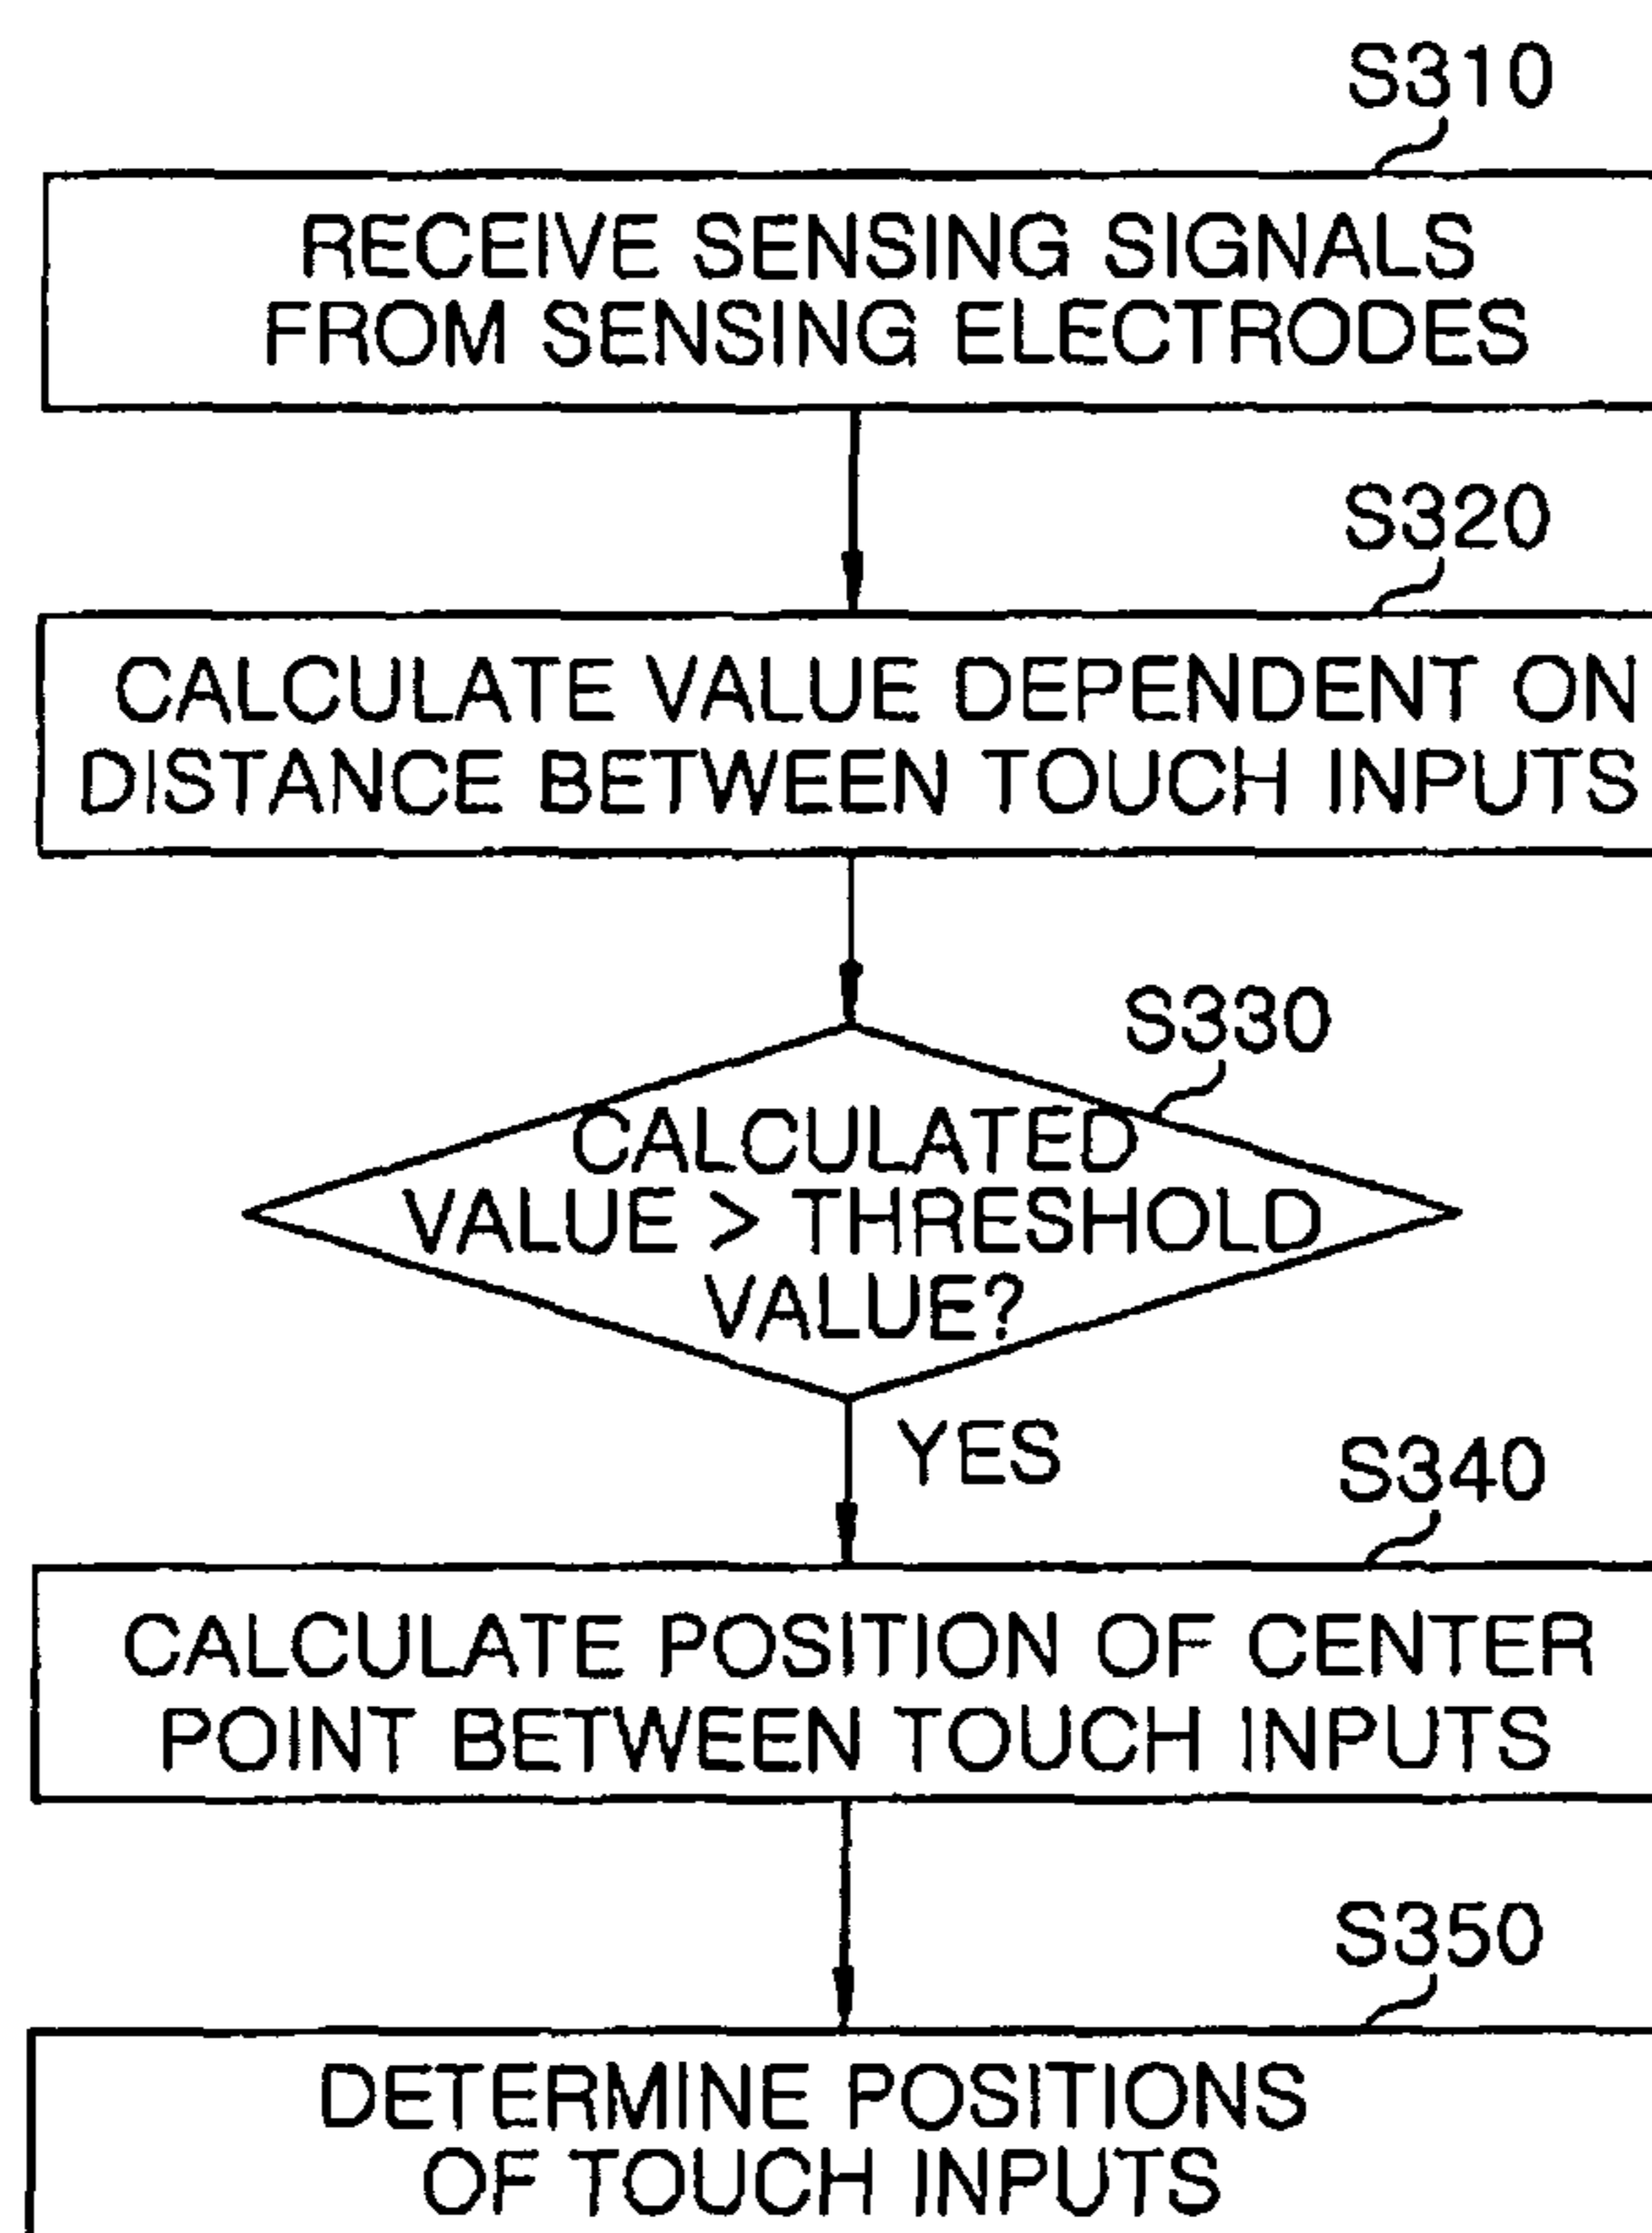 S310
RECEIVE SENSING SIGNALS
FROM SENSING ELECTRODES
S320
CALCULATE VALUE DEPENDENT ON
DISTANCE BETWEEN TOUCH INPUTS
S330
CALCULATED
VALUE > THRESHOLD
VALUE?
YES
S340
CALCULATE POSITION OF CENTER
POINT BETWEEN TOUCH INPUTS
S350
DETERMINE POSITIONS
OF TOUCH INPUTS